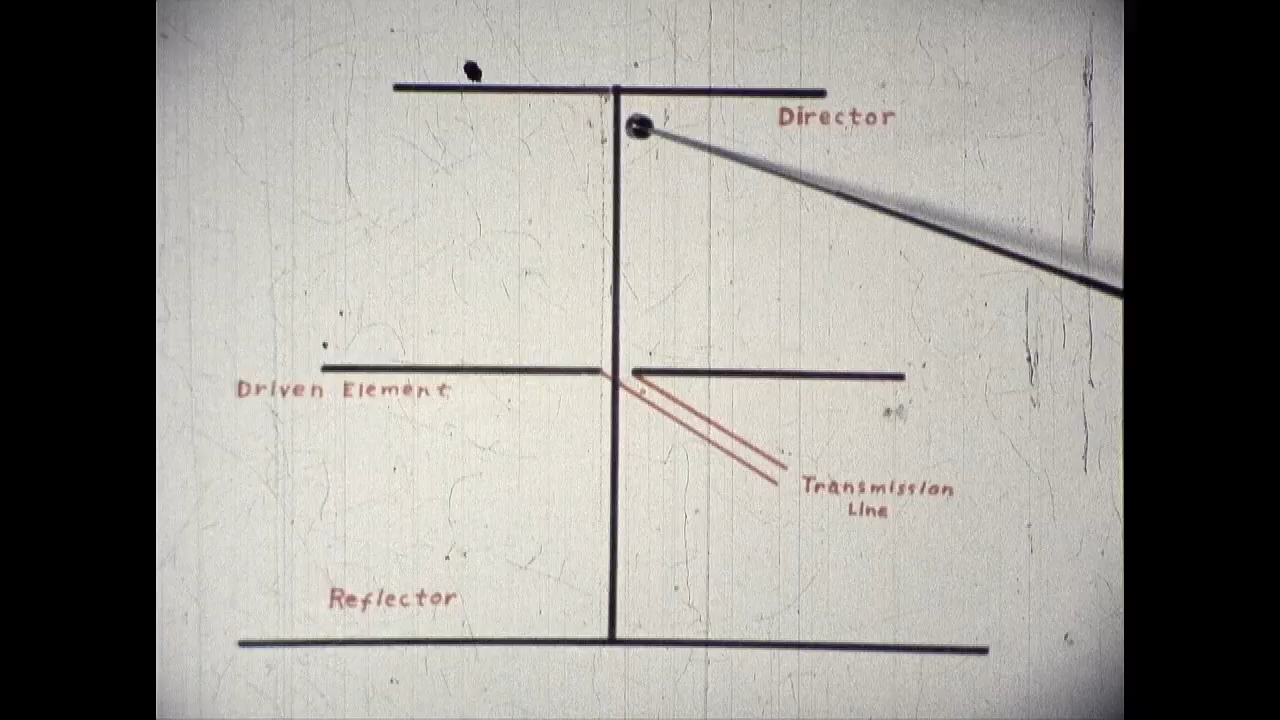 Director
Driven Element
Transmission
Line
Reflector